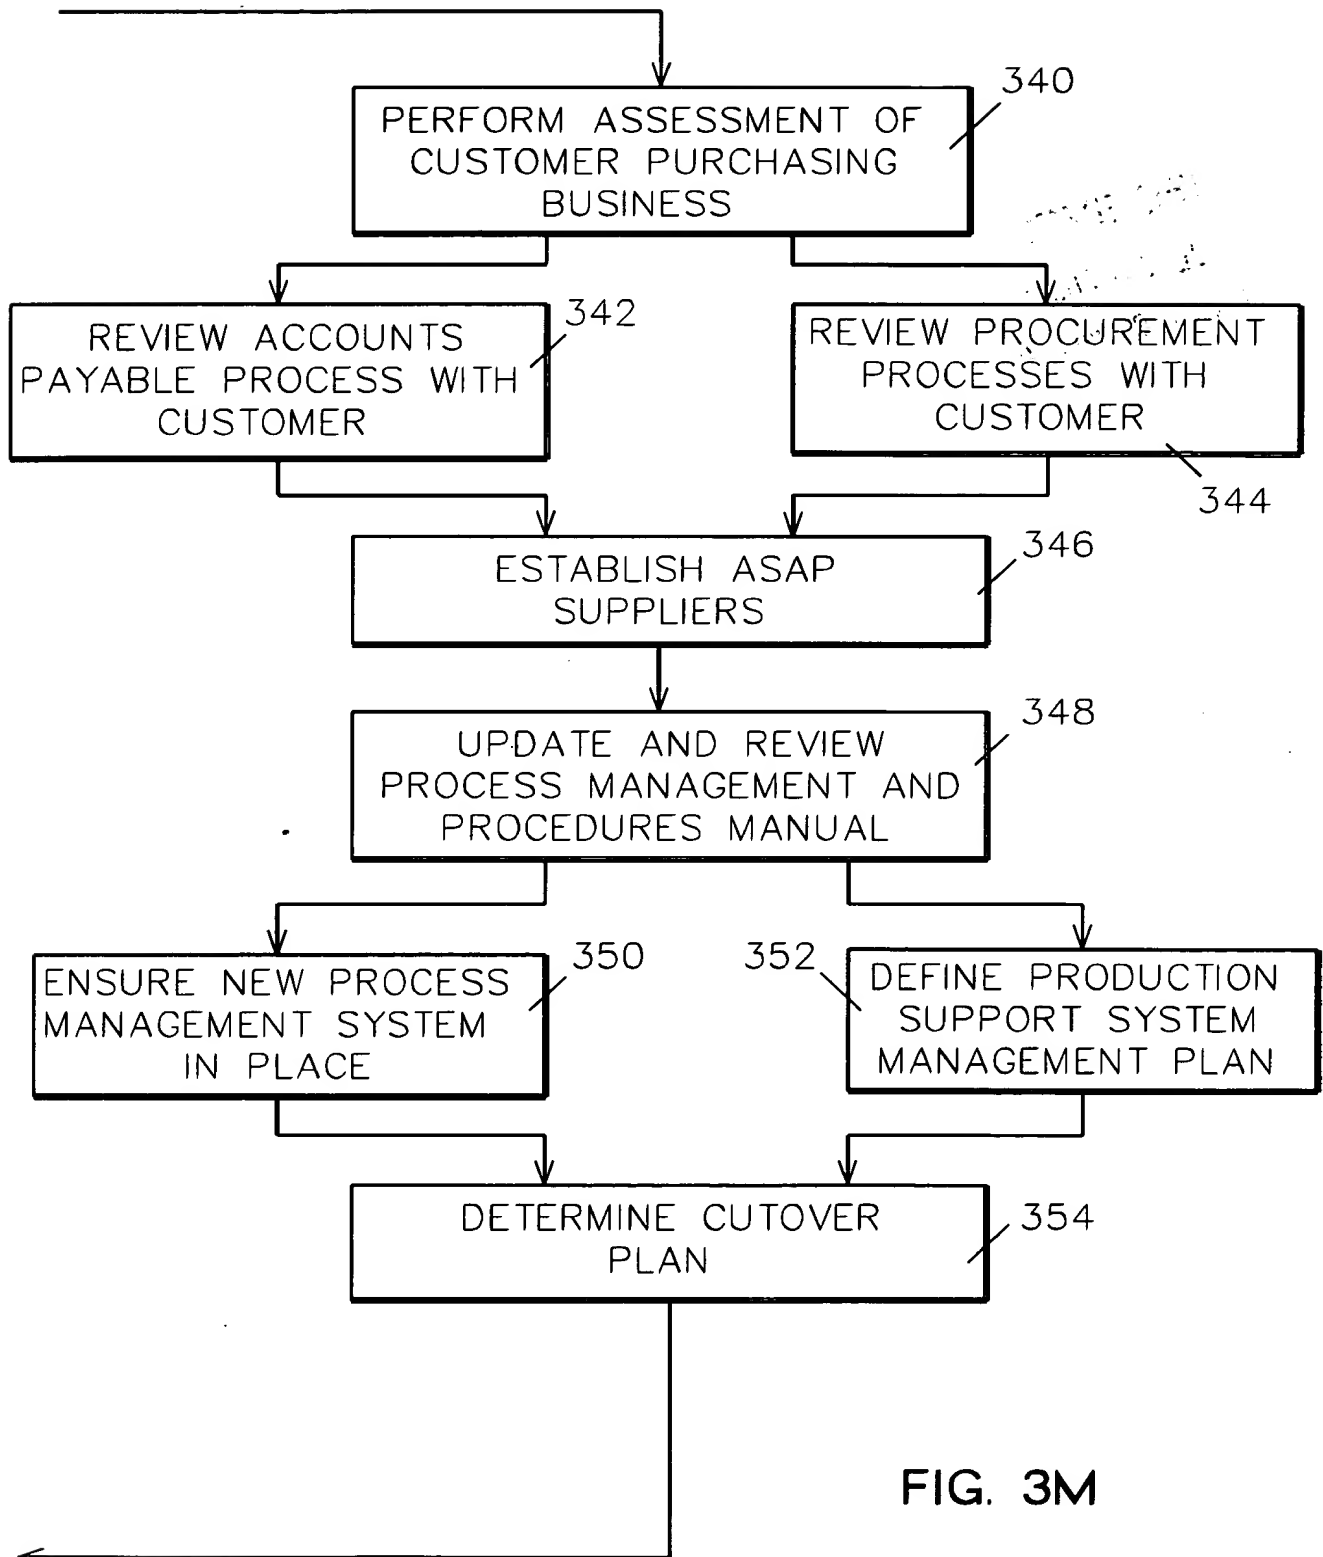 340
PERFORM ASSESSMENT OF
CUSTOMER PURCHASING
BUSINESS
342
REVIEW ACCOUNTS
PAYABLE PROCESS WITH
CUSTOMER
REVIEW PROCUREMENT
PROCESSES WITH
CUSTOMER
344
346
ESTABLISH ASAP
SUPPLIERS
348
UPDATE AND REVIEW
PROCESS MANAGEMENT AND
PROCEDURES MANUAL
350
ENSURE NEW PROCESS
MANAGEMENT SYSTEM
IN PLACE
352
DEFINE PRODUCTION
SUPPORT SYSTEM
MANAGEMENT PLAN
354
DETERMINE CUTOVER
PLAN
FIG. 3M